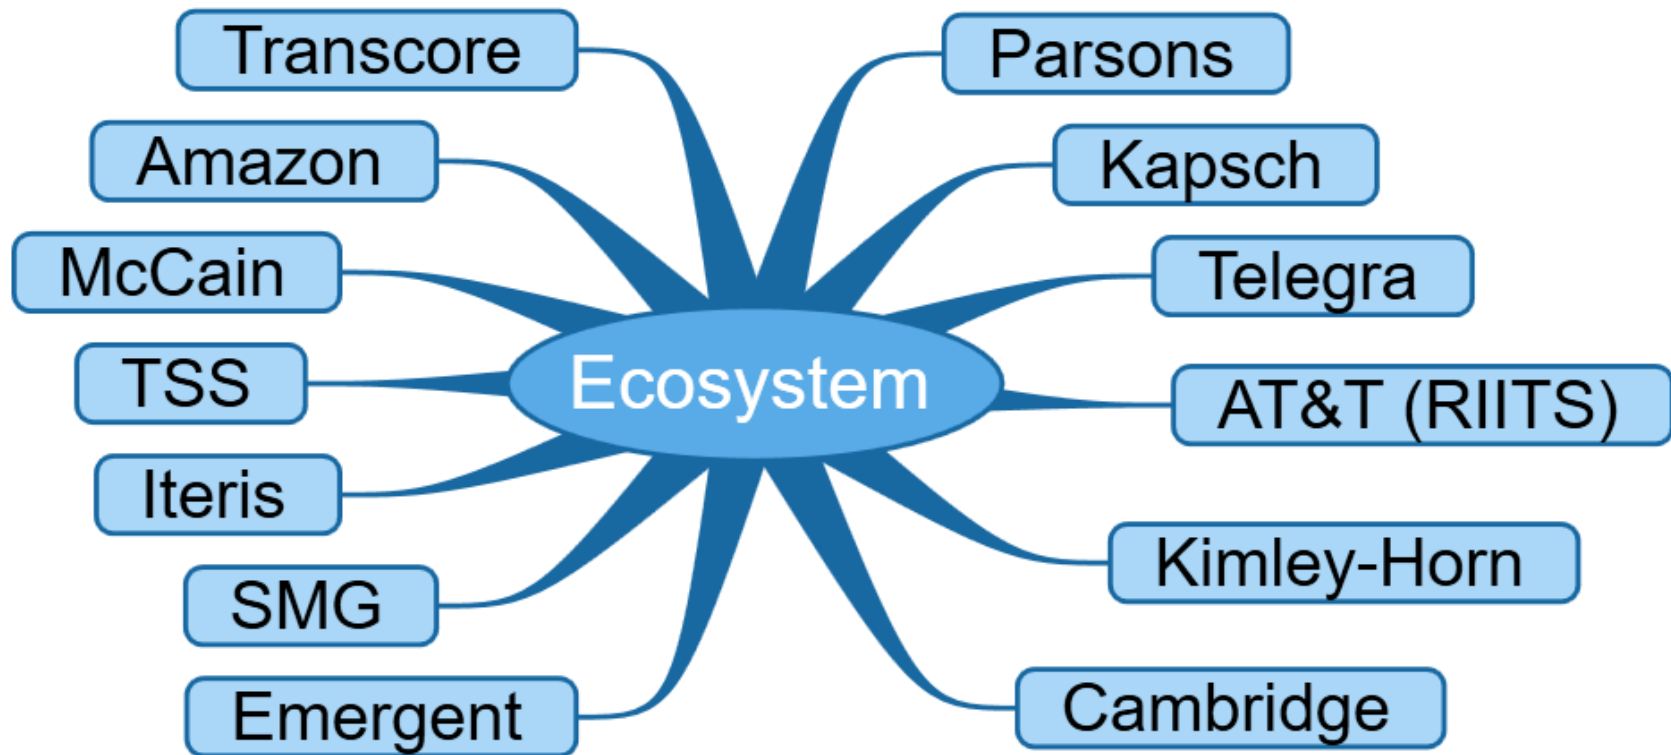 Transcore
Parsons
Amazon
Kapsch
McCain
Telegra
TSS
Ecosystem
AT&T (RIITS)
Iteris
Kimley-Horn
SMG
Emergent
Cambridge